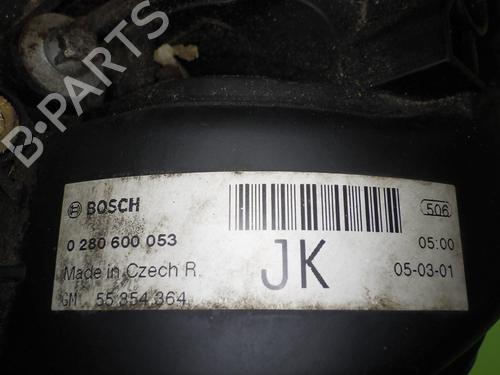 B-PARTS
BOSCH
506
0 280 600 053
05:00
Made in Czech R.
JK
05-03-01
GM 55 354 364